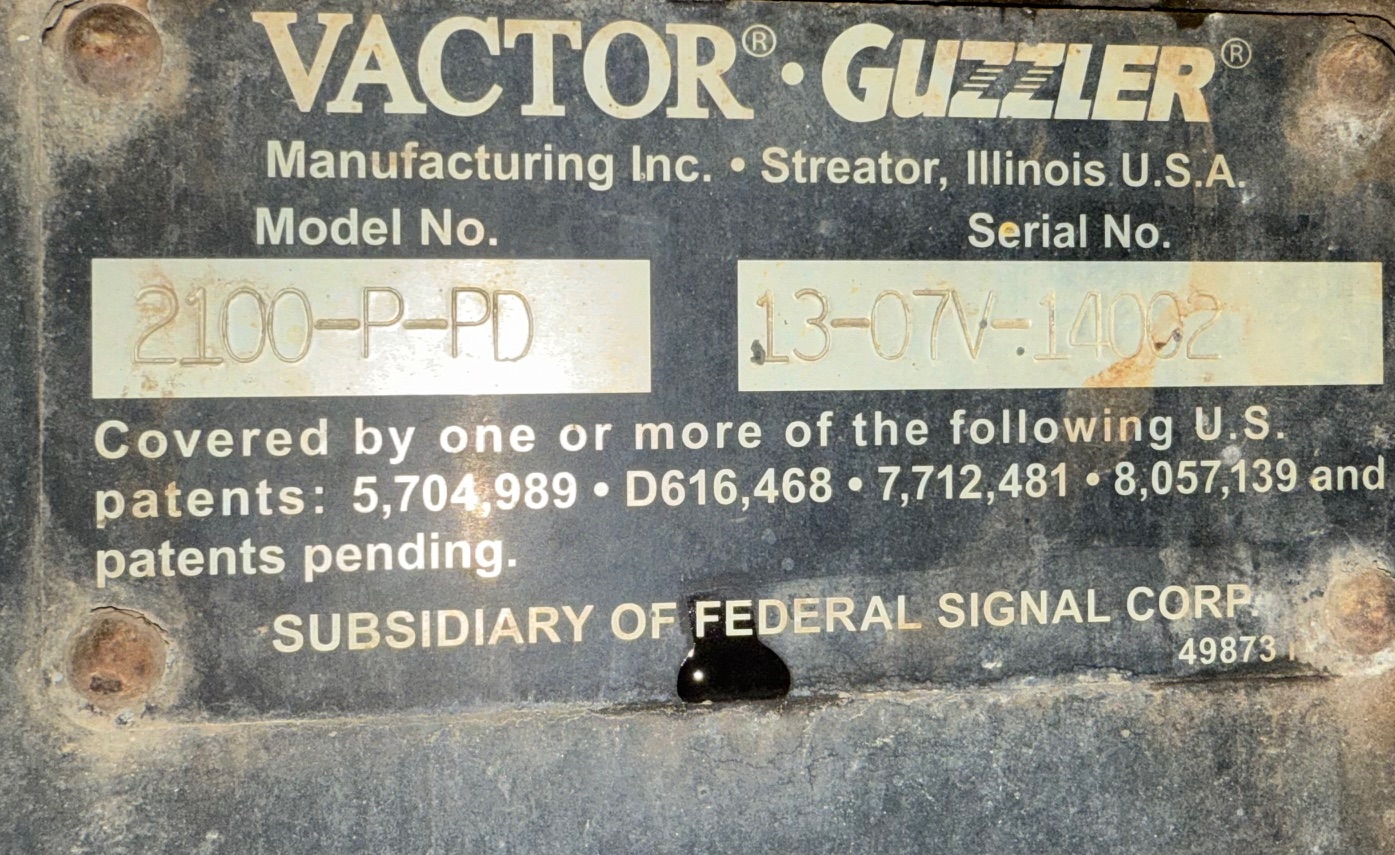 VACTOR® • GUZZLER®
Manufacturing Inc. • Streator, Illinois U.S.A.
Model No. Serial No.
2100-P-PD 13-07V-14002
Covered by one or more of the following U.S.
patents: 5,704,989 • D616,468 • 7,712,481 • 8,057,139 and
patents pending.
SUBSIDIARY OF FEDERAL SIGNAL CORP.
49873